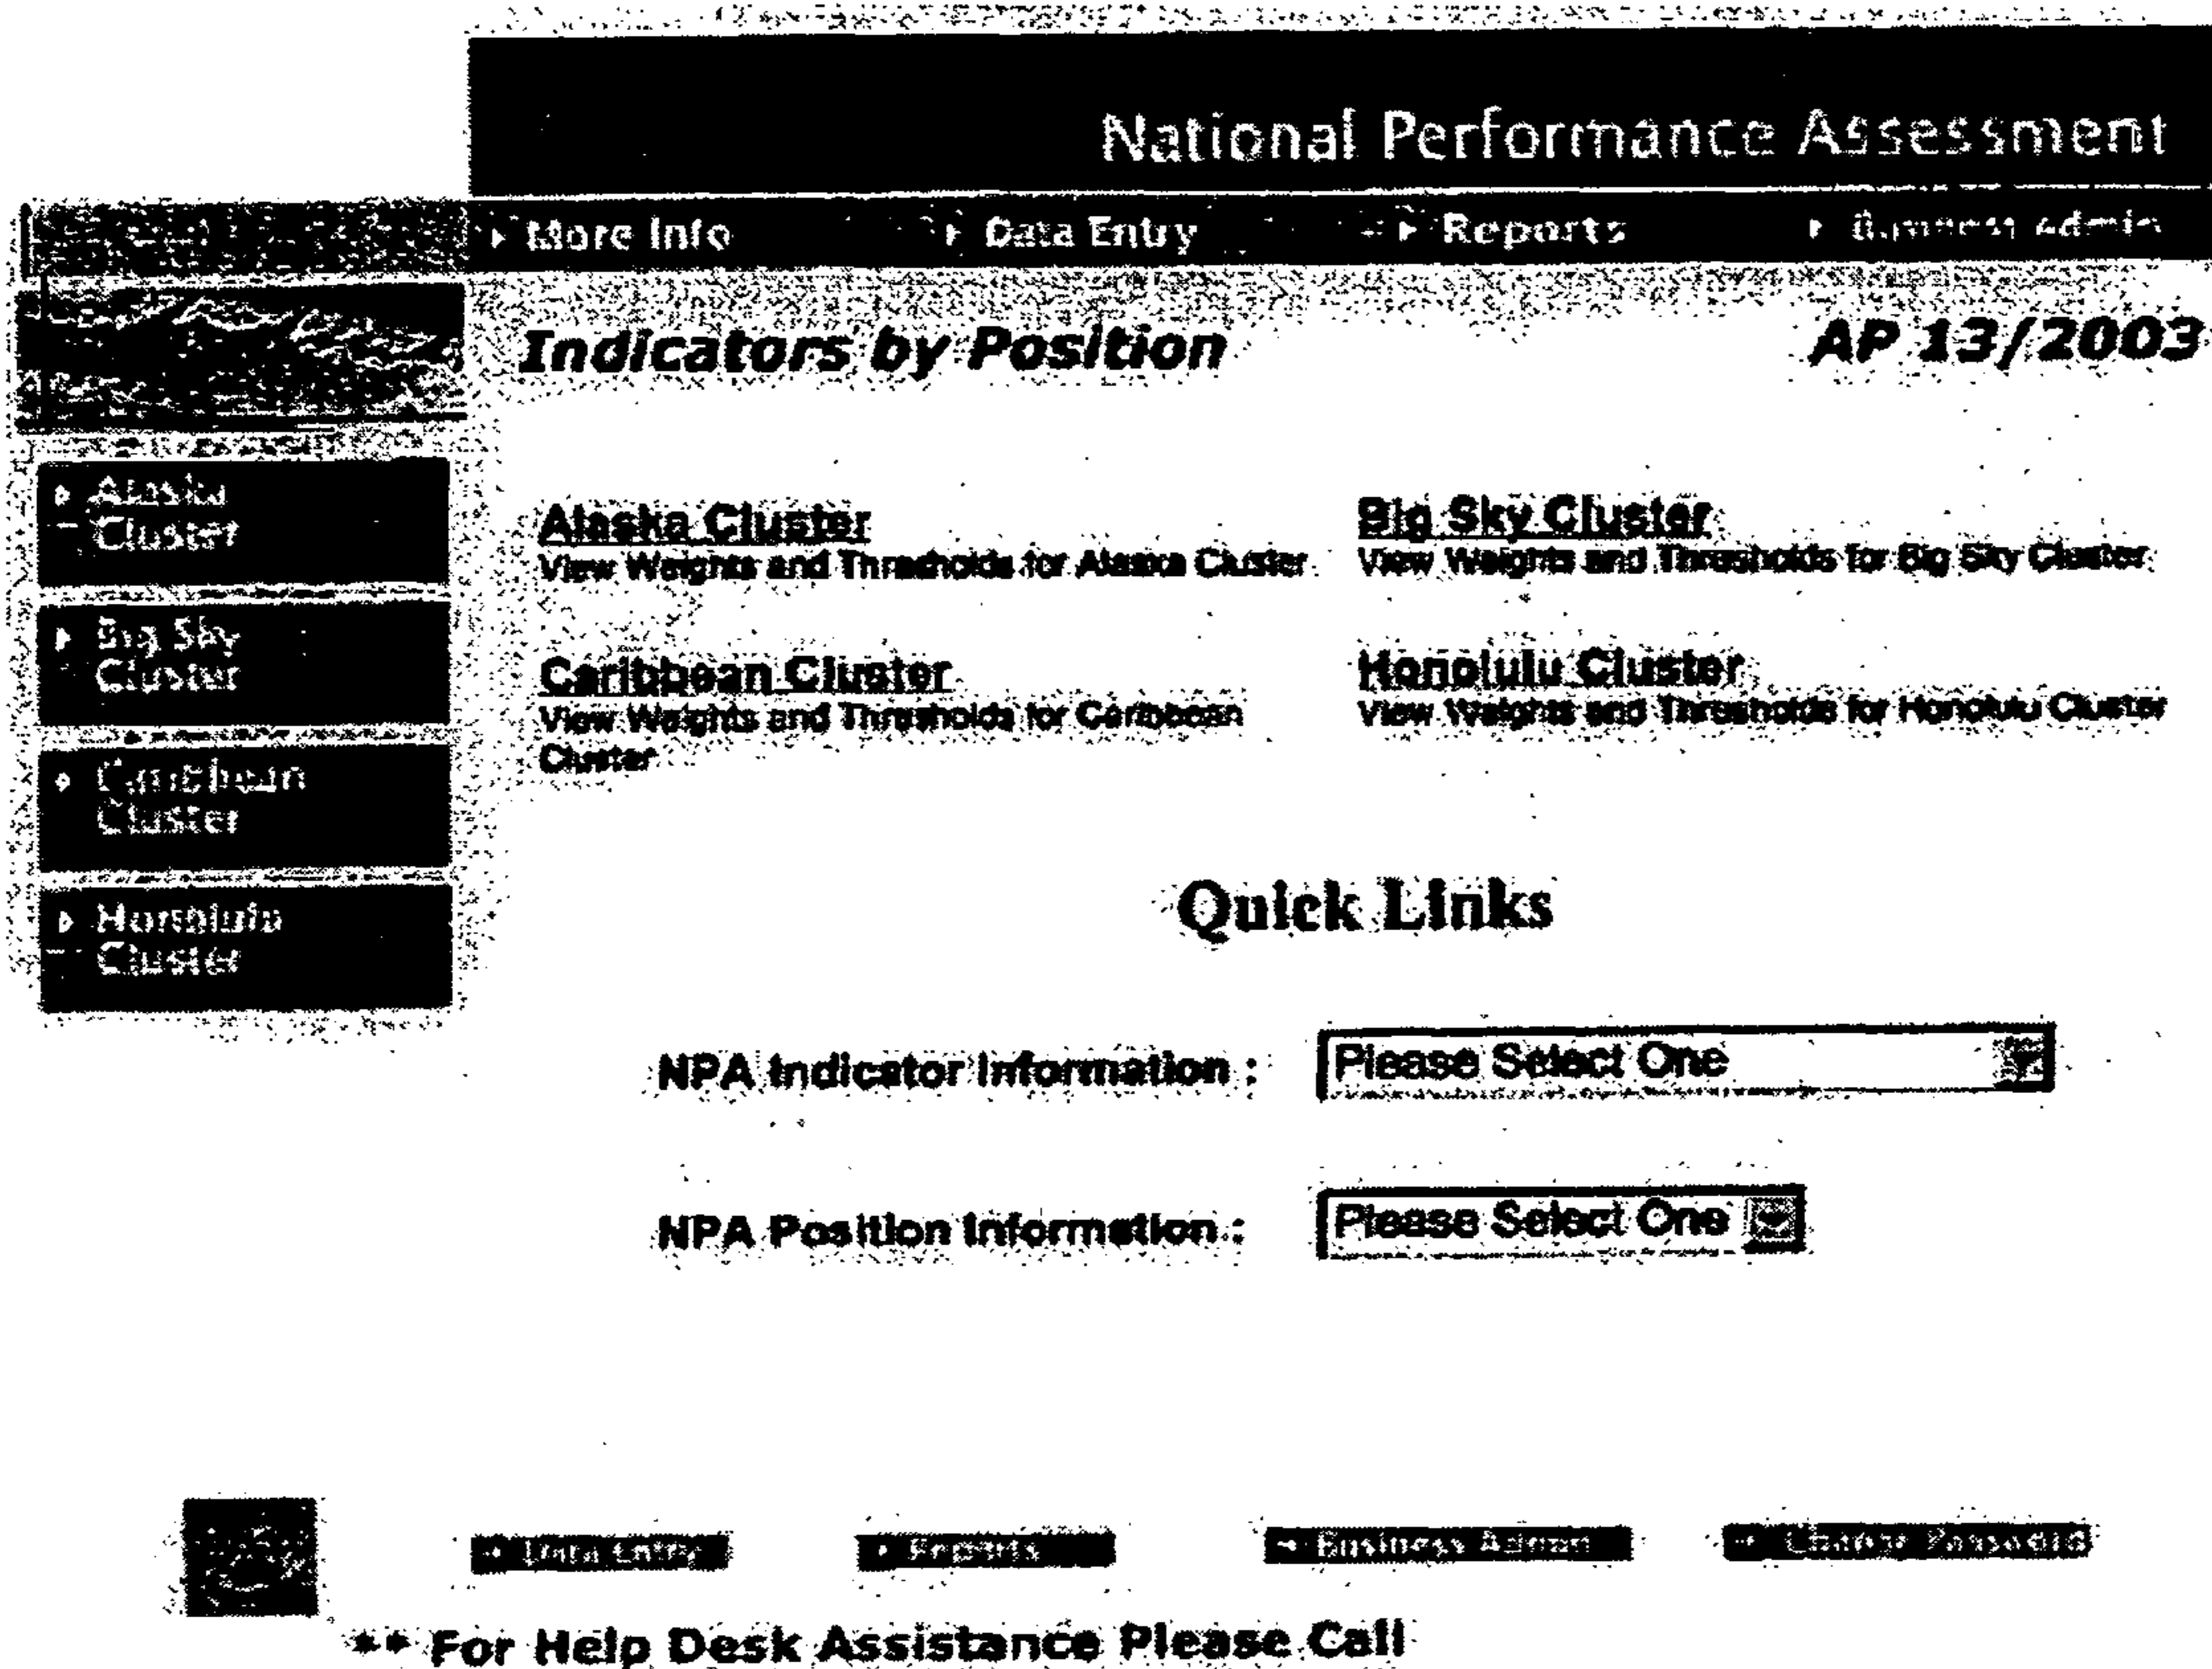 National Performance Assessment
More Info Data Entry Reports Business Admin
Indicators by Position AP 13/2003
Alaska
Cluster
Big Sky
Cluster
Caribbean
Cluster
Honolulu
Cluster
Alaska Cluster
View Weights and Thresholds for Alaska Cluster
Big Sky Cluster
View Weights and Thresholds for Big Sky Cluster
Caribbean Cluster
View Weights and Thresholds for Caribbean
Cluster
Honolulu Cluster
View Weights and Thresholds for Honolulu Cluster
Quick Links
NPA Indicator Information : Please Select One
NPA Position Information : Please Select One
Data Entry Reports Business Admin
** For Help Desk Assistance Please Call